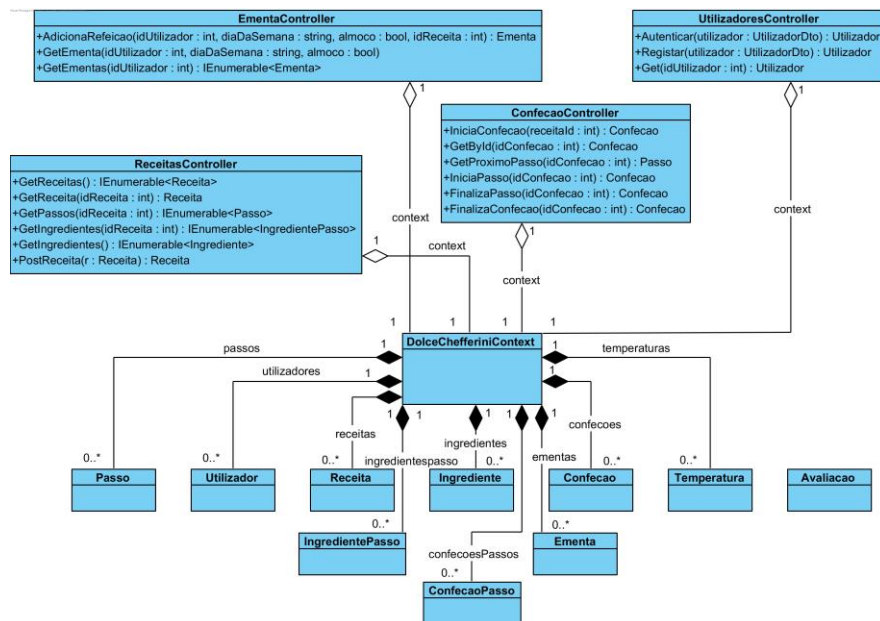 EmentaController
+AdicionaRefeicao(idUtilizador : int, diaDaSemana : string, almoco : bool, idReceita : int) : Ementa
+GetEmenta(idUtilizador : int, diaDaSemana : string, almoco : bool)
+GetEmentas(idUtilizador : int) : IEnumerable<Ementa>
UtilizadoresController
+Autenticar(utilizador : UtilizadorDto) : Utilizador
+Registar(utilizador : UtilizadorDto) : Utilizador
+Get(idUtilizador : int) : Utilizador
1
1
ConfecaoController
+IniciaConfecao(receitaId : int) : Confecao
+GetById(idConfecao : int) : Confecao
+GetProximoPasso(idConfecao : int) : Passo
+IniciaPasso(idConfecao : int) : Confecao
+FinalizaPasso(idConfecao : int) : Confecao
+FinalizaConfecao(idConfecao : int) : Confecao
ReceitasController
+GetReceitas() : IEnumerable<Receita>
+GetReceita(idReceita : int) : Receita
+GetPassos(idReceita : int) : IEnumerable<Passo>
+GetIngredientes(idReceita : int) : IEnumerable<IngredientePasso>
+GetIngredientes() : IEnumerable<Ingrediente>
+PostReceita(r : Receita) : Receita
context
context
1
1
context
context
1
1
1
1
DolceChefferiniContext
passos
1
1
temperaturas
utilizadores
1
1
confecoes
1
1
1
1
1
receitas
ingredientes
ementas
ingredientespasso
0..*
0..*
0..*
0..*
0..*
0..*
Passo
Utilizador
Receita
Ingrediente
Confecao
Temperatura
Avaliacao
0..*
0..*
IngredientePasso
confecoesPassos
Ementa
0..*
ConfecaoPasso